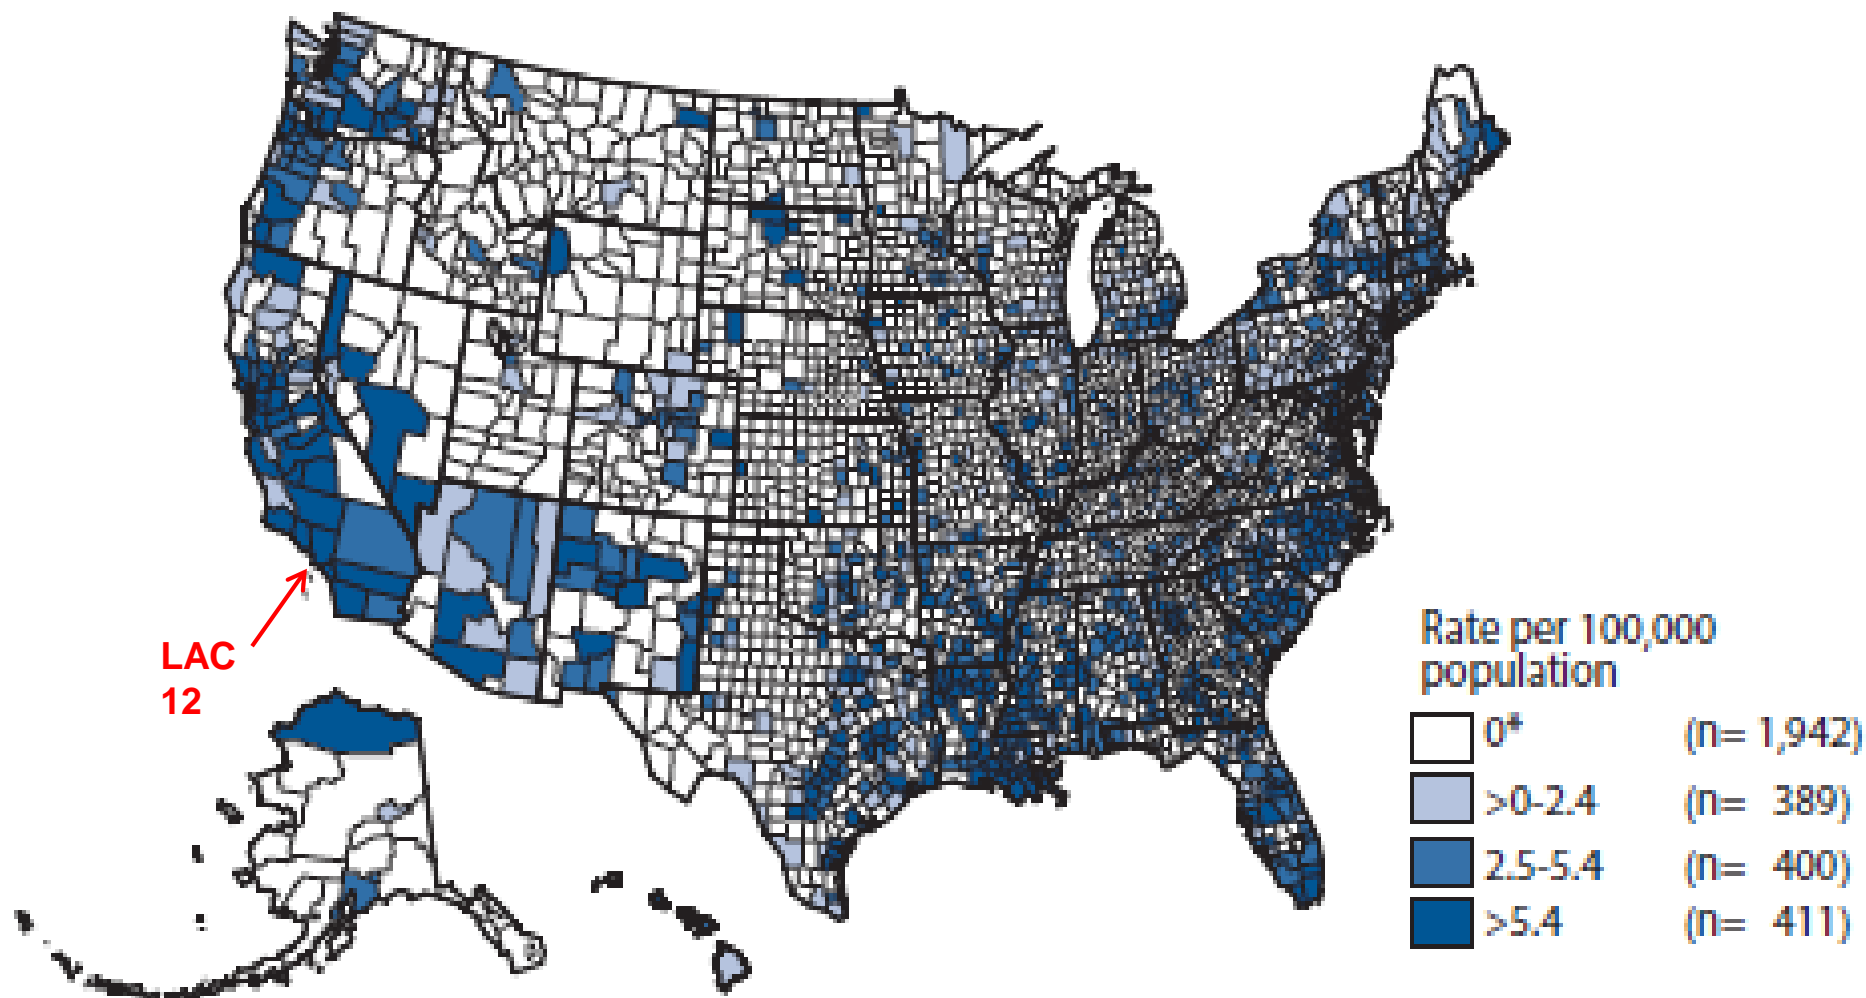 LAC
12
Rate per 100,000
population
0* (n= 1,942)
>0-2.4 (n= 389)
2.5-5.4 (n= 400)
>5.4 (n= 411)